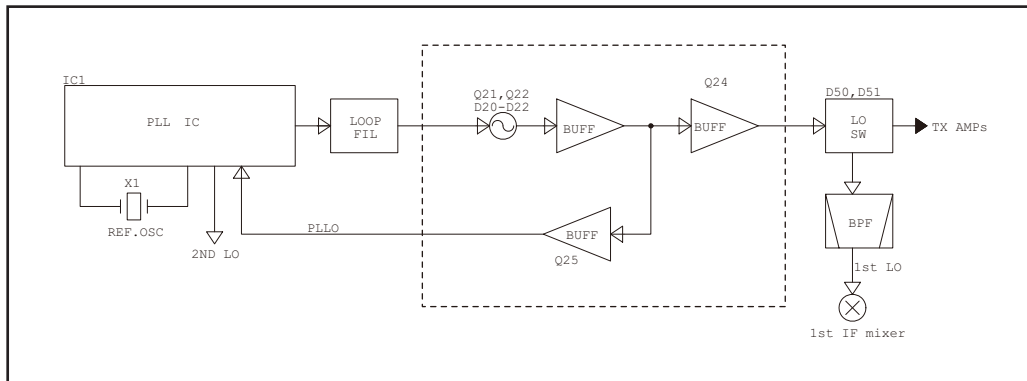 IC1
PLL IC
X1
REF.OSC
2ND LO
LOOP
FIL
Q21,Q22
D20-D22
BUFF
Q24
BUFF
PLLO
BUFF
Q25
D50,D51
LO
SW
TX AMPs
BPF
1st LO
1st IF mixer